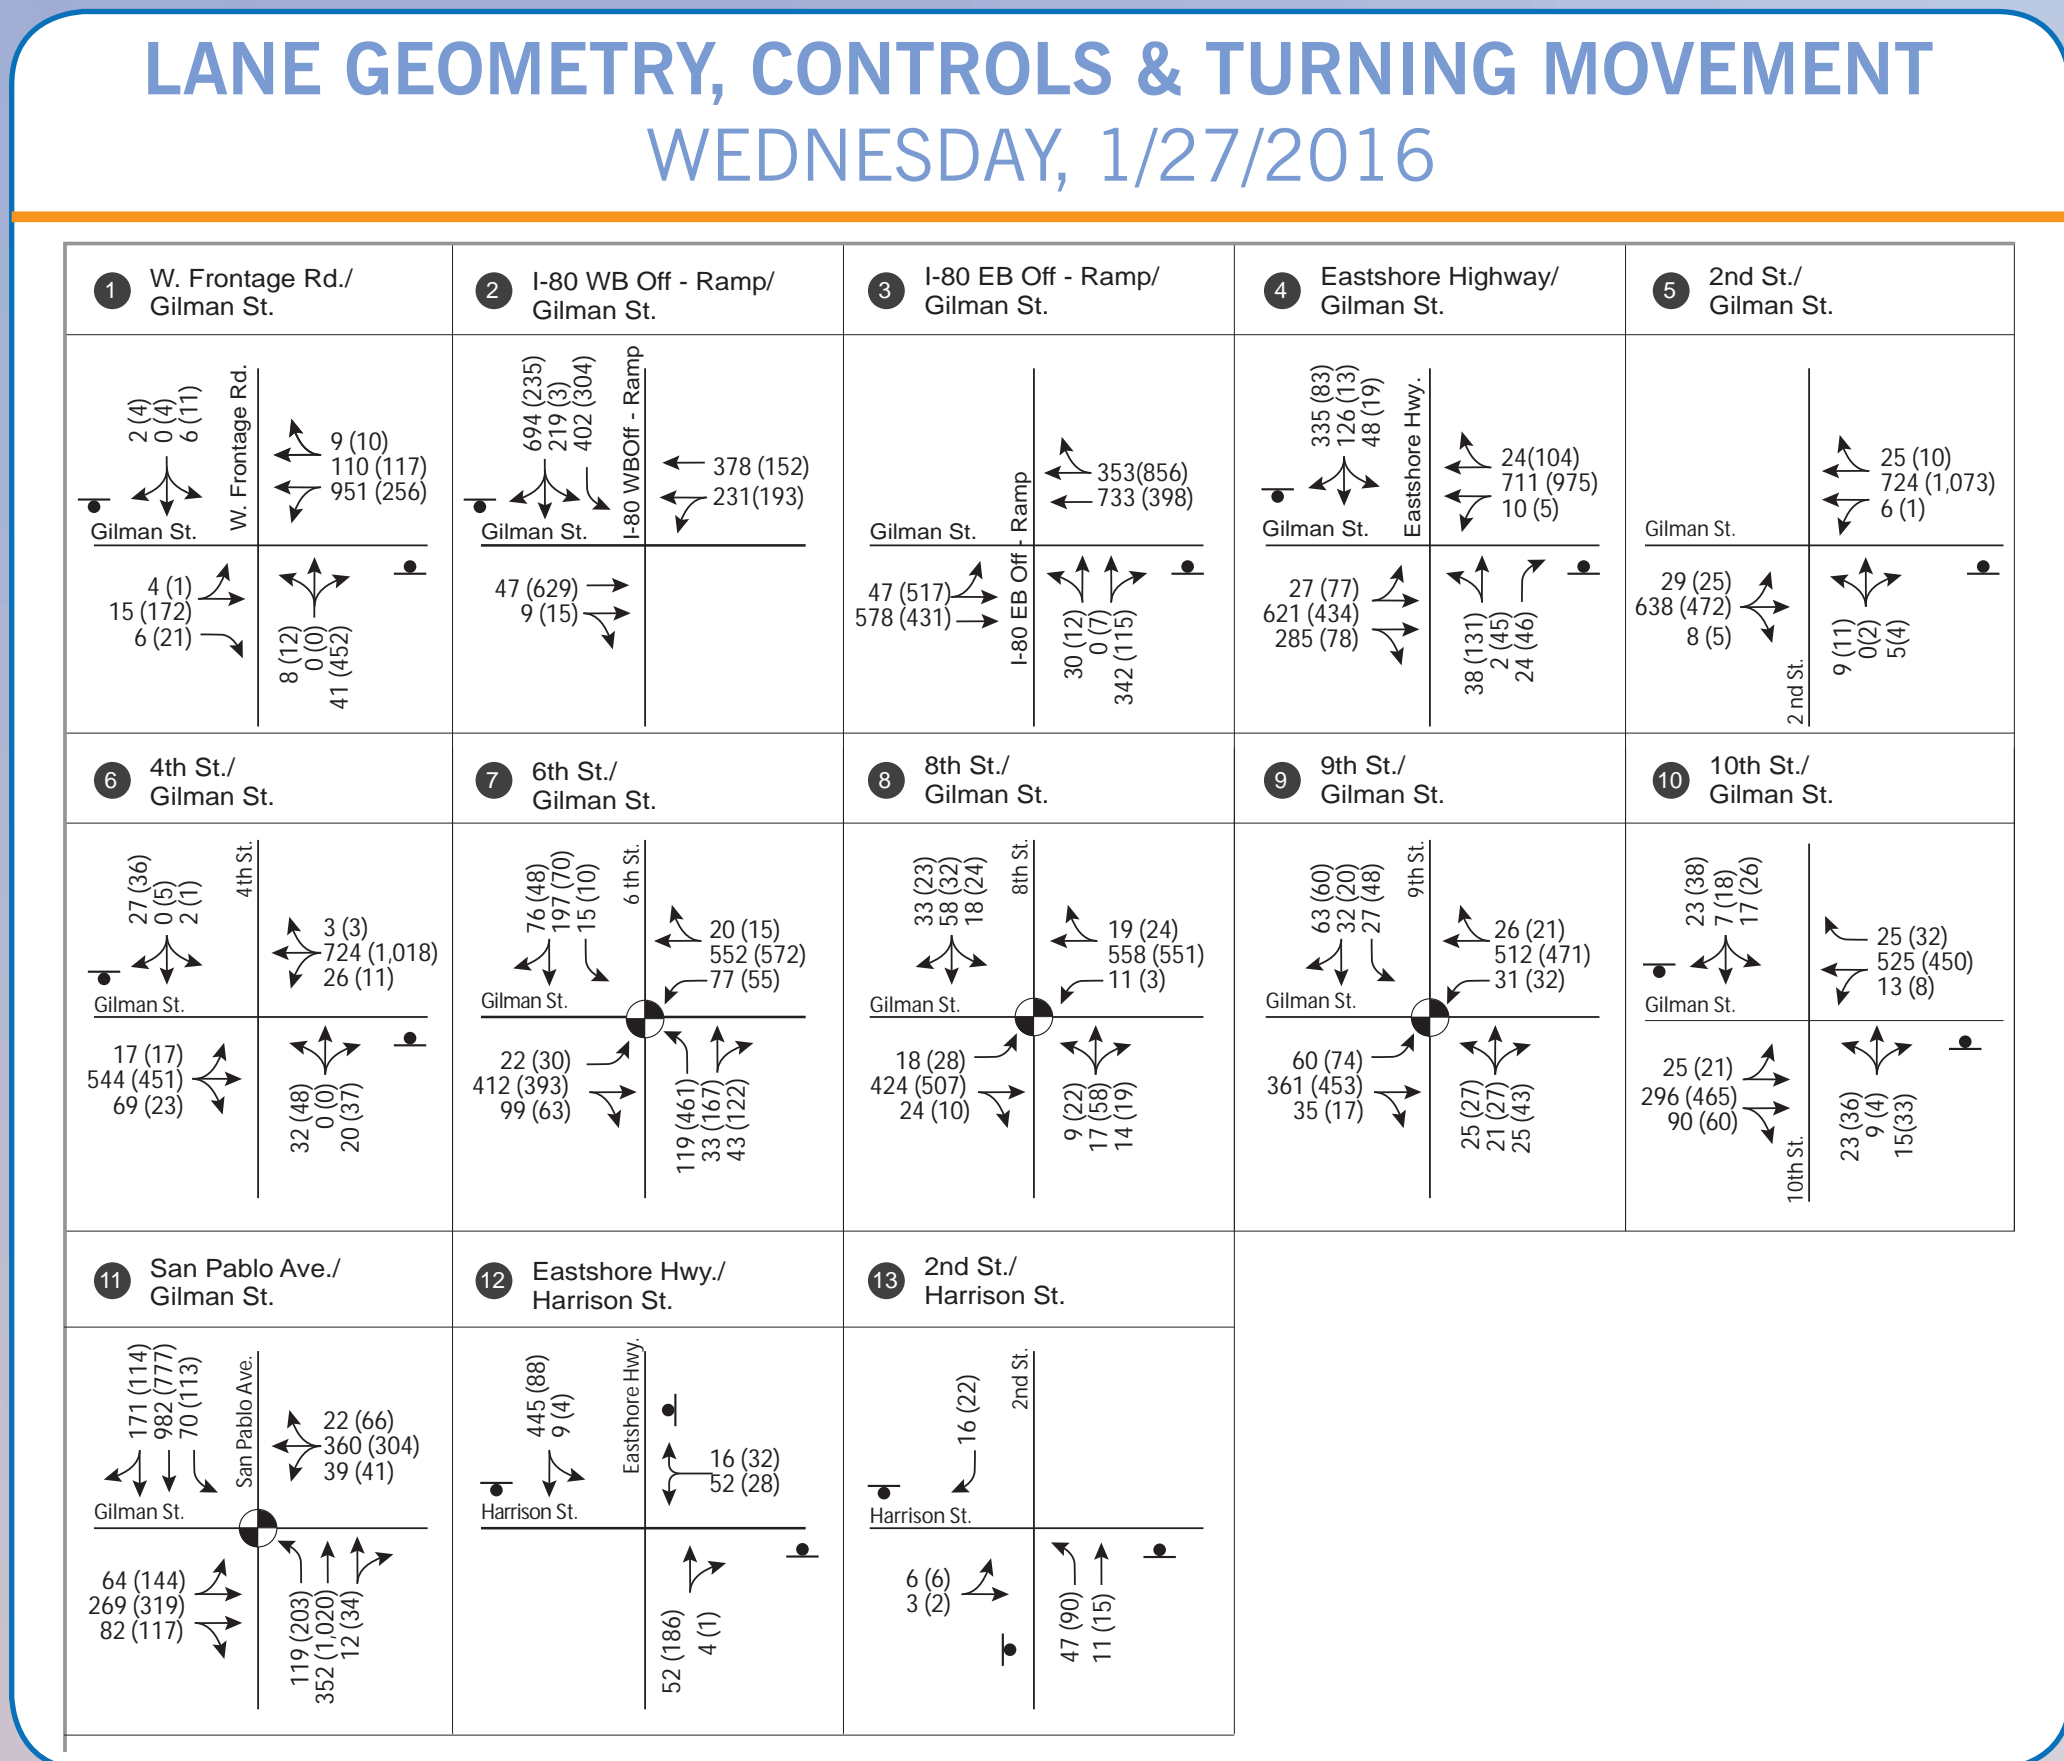 LANE GEOMETRY, CONTROLS & TURNING MOVEMENT
WEDNESDAY, 1/27/2016
1
W. Frontage Rd./
Gilman St.
2 (4)
0 (4)
6 (11)
W. Frontage Rd.
9 (10)
110 (117)
951 (256)
Gilman St.
4 (1)
15 (172)
6 (21)
8 (12)
0 (0)
41 (452)
2
I-80 WB Off - Ramp/
Gilman St.
694 (235)
219 (3)
402 (304)
I-80 WBOff - Ramp
378 (152)
231(193)
Gilman St.
47 (629)
9 (15)
3
I-80 EB Off - Ramp/
Gilman St.
353(856)
733 (398)
Gilman St.
I-80 EB Off - Ramp
47 (517)
578 (431)
30 (12)
0 (7)
342 (115)
4
Eastshore Highway/
Gilman St.
335 (83)
126 (13)
48 (19)
Eastshore Hwy.
24(104)
711 (975)
10 (5)
Gilman St.
27 (77)
621 (434)
285 (78)
38 (131)
2 (45)
24 (46)
5
2nd St./
Gilman St.
25 (10)
724 (1,073)
6 (1)
Gilman St.
29 (25)
638 (472)
8 (5)
2 nd St.
9 (11)
0(2)
5(4)
6
4th St./
Gilman St.
27 (36)
0 (5)
2 (1)
4th St.
3 (3)
724 (1,018)
26 (11)
Gilman St.
17 (17)
544 (451)
69 (23)
32 (48)
0 (0)
20 (37)
7
6th St./
Gilman St.
76 (48)
197 (70)
15 (10)
6 th St.
20 (15)
552 (572)
77 (55)
Gilman St.
22 (30)
412 (393)
99 (63)
119 (461)
33 (167)
43 (122)
8
8th St./
Gilman St.
33 (23)
58 (32)
18 (24)
8th St.
19 (24)
558 (551)
11 (3)
Gilman St.
18 (28)
424 (507)
24 (10)
9 (22)
17 (58)
14 (19)
9
9th St./
Gilman St.
63 (60)
32 (20)
27 (48)
9th St.
26 (21)
512 (471)
31 (32)
Gilman St.
60 (74)
361 (453)
35 (17)
25 (27)
21 (27)
25 (43)
10
10th St./
Gilman St.
23 (38)
7 (18)
17 (26)
25 (32)
525 (450)
13 (8)
Gilman St.
25 (21)
296 (465)
90 (60)
10th St.
23 (36)
9 (4)
15(33)
11
San Pablo Ave./
Gilman St.
171 (114)
982 (777)
70 (113)
San Pablo Ave.
22 (66)
360 (304)
39 (41)
Gilman St.
64 (144)
269 (319)
82 (117)
119 (203)
352 (1,020)
12 (34)
12
Eastshore Hwy./
Harrison St.
445 (88)
9 (4)
Eastshore Hwy.
16 (32)
52 (28)
Harrison St.
52 (186)
4 (1)
13
2nd St./
Harrison St.
16 (22)
2nd St.
Harrison St.
6 (6)
3 (2)
47 (90)
11 (15)